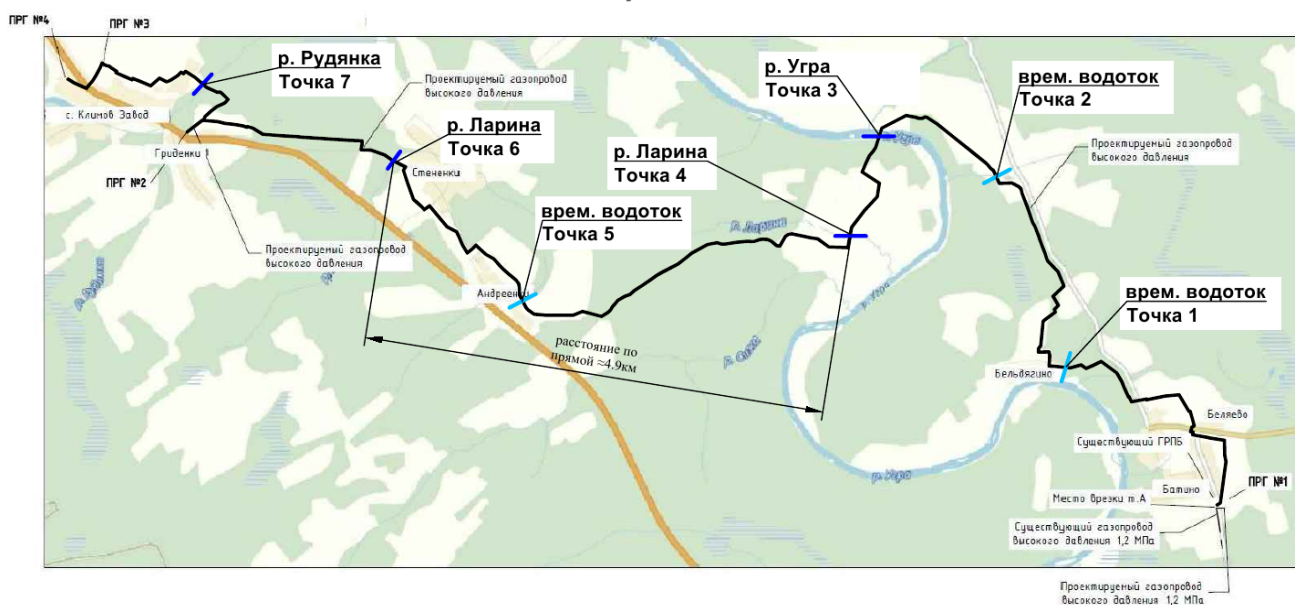 ПРГ №4
ПРГ №3
р. Рудянка
Точка 7
Проектируемый газопровод
высокого давления
с. Климов Завод
Гриденки 1
ПРГ №2
р. Ларина
Точка 6
Стененки
Проектируемый газопровод
высокого давления
врем. водоток
Точка 5
Андреенки
расстояние по
прямой ≈4.9км
р. Угра
Точка 3
р. Угра
р. Ларина
Точка 4
р. Ларина
р. Угра
р. Угра
врем. водоток
Точка 2
Проектируемый газопровод
высокого давления
врем. водоток
Точка 1
Бельдягино
Беляево
Существующий ГРПБ
Батино
ПРГ №1
Место врезки т.А
Существующий газопровод
высокого давления 1,2 МПа
Проектируемый газопровод
высокого давления 1,2 МПа